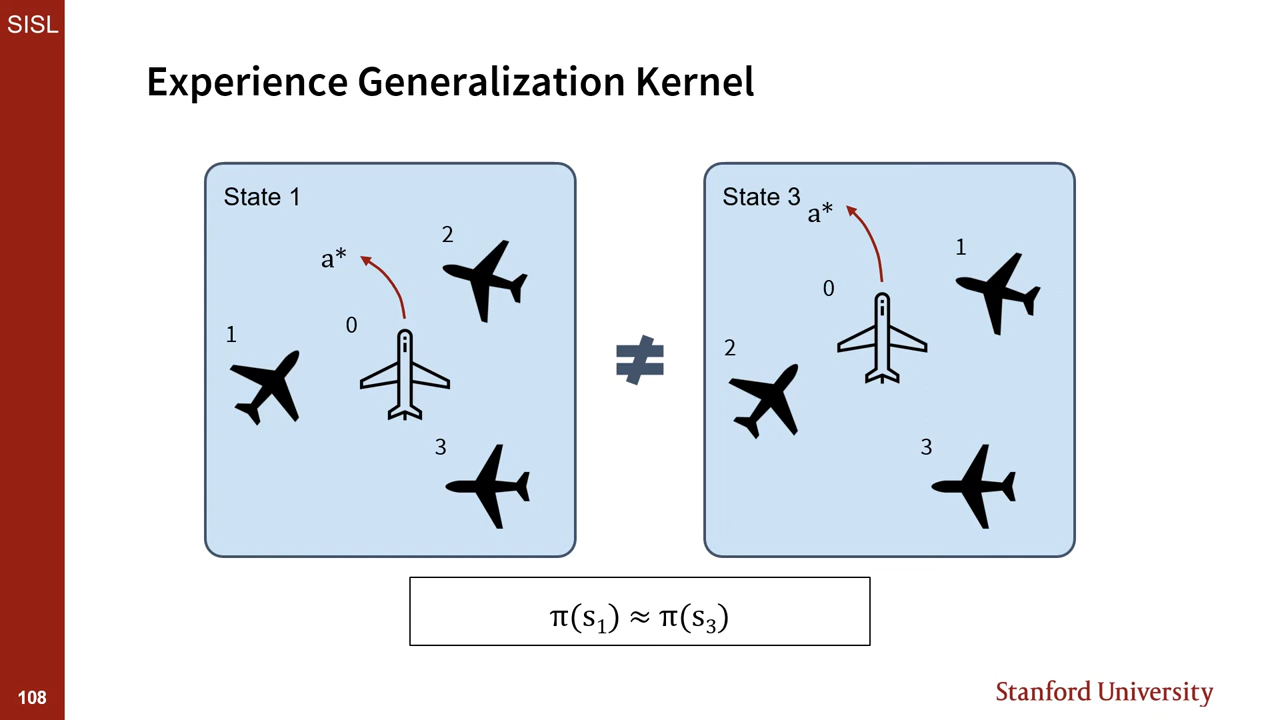 SISL
Experience Generalization Kernel
State 1
a*
2
1
0
3
≠
State 3
a*
1
0
2
3
π(s₁) ≈ π(s₃)
108
Stanford University